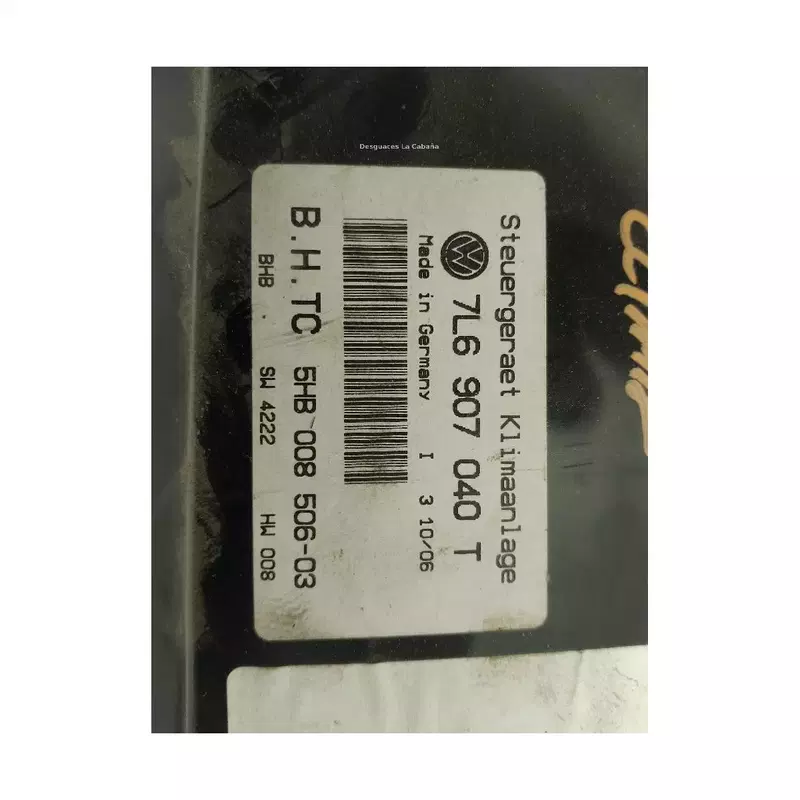 Desguaces La Cabaña
Steuergeraet Klimaanlage
7L6 907 040 T
Made in Germany I 3 10/06
B.H.TC 5HB 008 506-03
BHB . SW 4222 HW 008